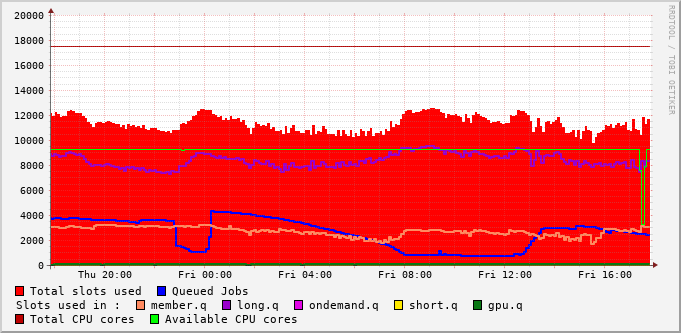 20000
18000
16000
14000
12000
10000
8000
6000
4000
2000
0
Thu 20:00 Fri 00:00 Fri 04:00 Fri 08:00 Fri 12:00 Fri 16:00
Total slots used Queued Jobs
Slots used in : member.q long.q ondemand.q short.q gpu.q
Total CPU cores Available CPU cores
RRDTOOL / TOBI OETIKER